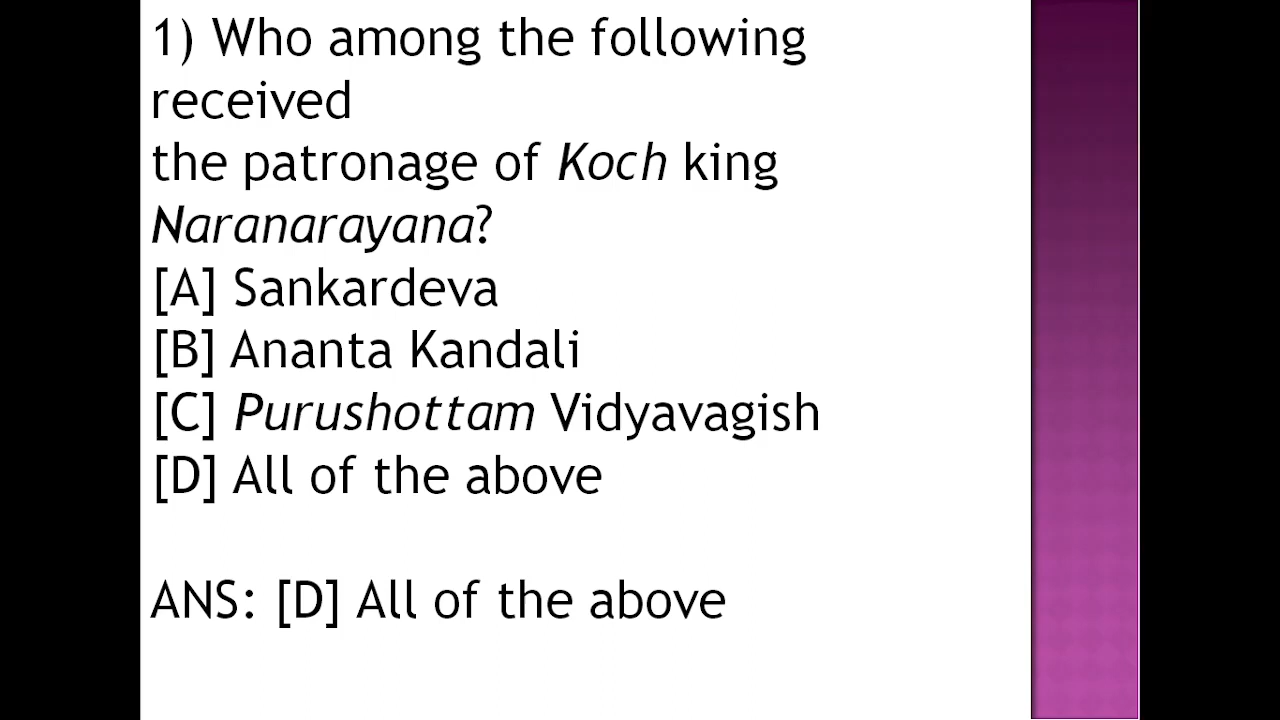 1) Who among the following
received
the patronage of Koch king
Naranarayana?
[A] Sankardeva
[B] Ananta Kandali
[C] Purushottam Vidyavagish
[D] All of the above
ANS: [D] All of the above